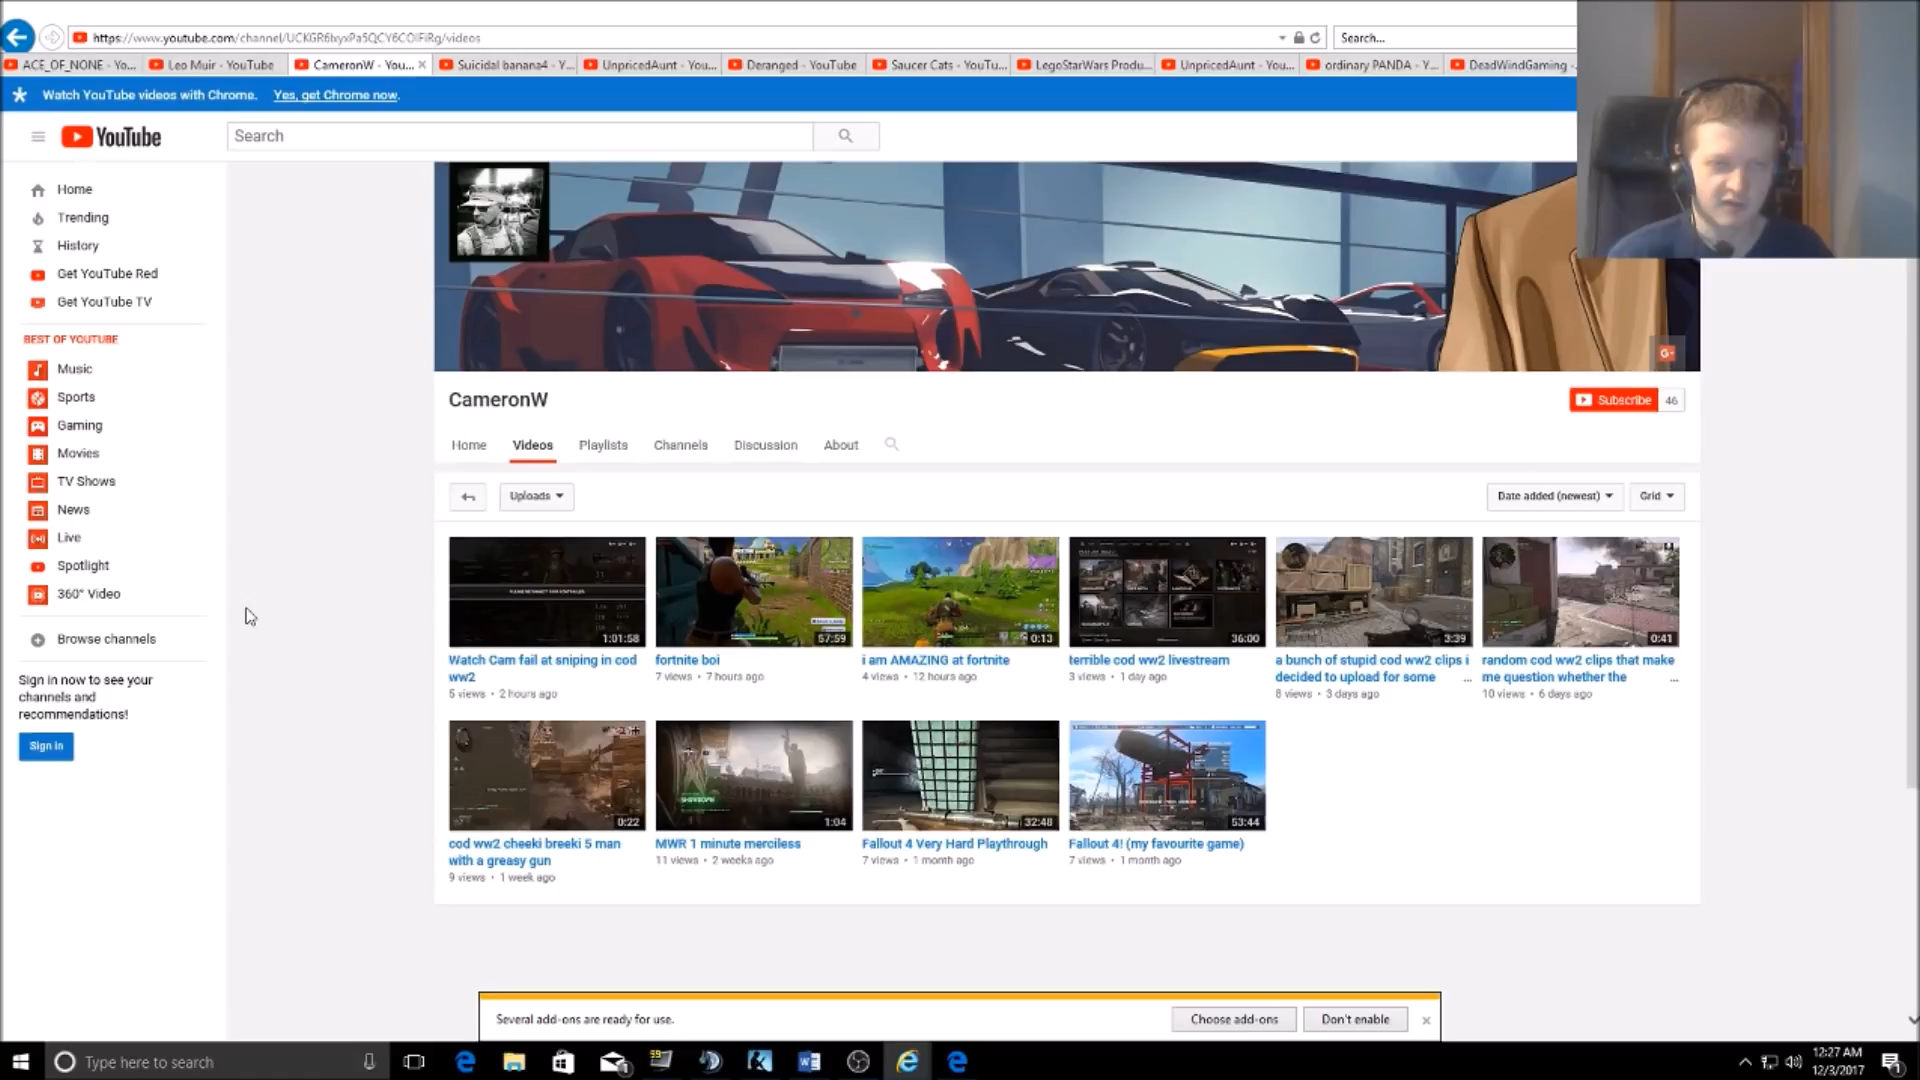 https://www.youtube.com/channel/UCKGR6lxyxPa5QCY6COIFiRg/videos
Search...
ACE_OF_NONE - Yo...
Leo Muir - YouTube
CameronW - You...
Suicidal banana4 - Y...
UnpricedAunt - You...
Deranged - YouTube
Saucer Cats - YouTu...
LegoStarWars Produ...
UnpricedAunt - You...
ordinary PANDA - Y...
DeadWindGaming -
Watch YouTube videos with Chrome. Yes, get Chrome now.
YouTube
Search
Home
Trending
History
Get YouTube Red
Get YouTube TV
BEST OF YOUTUBE
Music
Sports
Gaming
Movies
TV Shows
News
Live
Spotlight
360° Video
Browse channels
Sign in now to see your
channels and
recommendations!
Sign in
CameronW
Subscribe 46
Home Videos Playlists Channels Discussion About
Uploads
Date added (newest) Grid
1:01:58
57:59
0:13
36:00
3:39
0:41
Watch Cam fail at sniping in cod
ww2
5 views • 2 hours ago
fortnite boi
7 views • 7 hours ago
i am AMAZING at fortnite
4 views • 12 hours ago
terrible cod ww2 livestream
3 views • 1 day ago
a bunch of stupid cod ww2 clips i
decided to upload for some ...
8 views • 3 days ago
random cod ww2 clips that make
me question whether the ...
10 views • 6 days ago
0:22
1:04
32:48
53:44
cod ww2 cheeki breeki 5 man
with a greasy gun
9 views • 1 week ago
MWR 1 minute merciless
11 views • 2 weeks ago
Fallout 4 Very Hard Playthrough
7 views • 1 month ago
Fallout 4! (my favourite game)
7 views • 1 month ago
Several add-ons are ready for use.
Choose add-ons
Don't enable
Type here to search
12:27 AM
12/3/2017